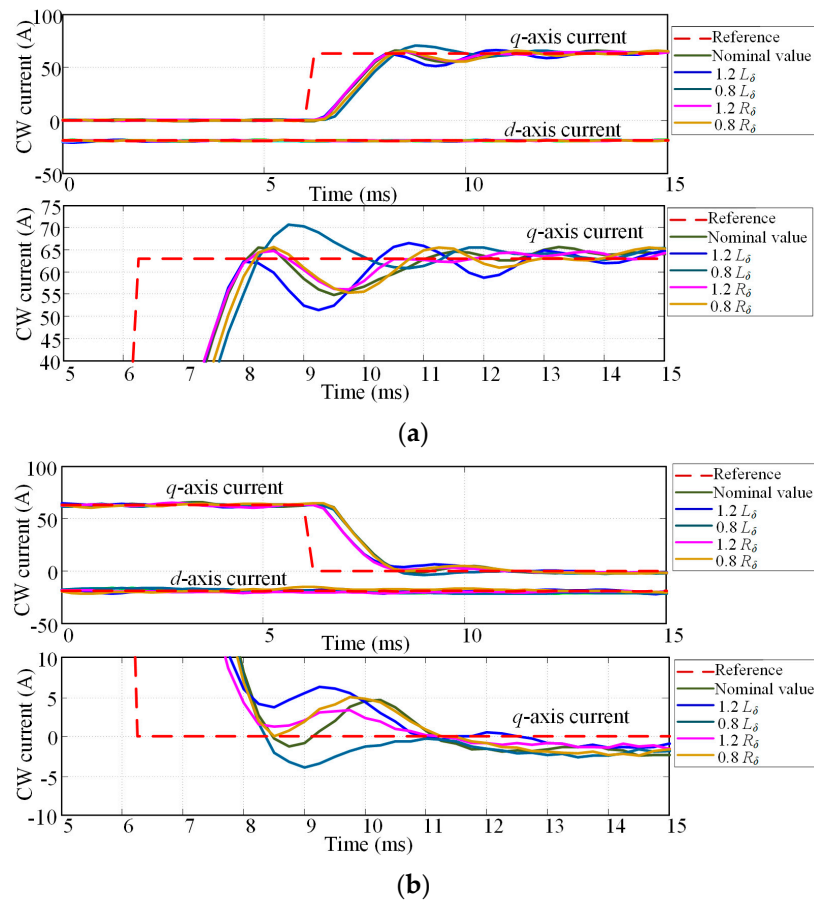 CW current (A)
100
50
0
-50
q-axis current
d-axis current
0
5
10
15
Time (ms)
Reference
Nominal value
1.2 Lδ
0.8 Lδ
1.2 Rδ
0.8 Rδ
CW current (A)
75
70
65
60
55
50
45
40
q-axis current
5
6
7
8
9
10
11
12
13
14
15
Time (ms)
Reference
Nominal value
1.2 Lδ
0.8 Lδ
1.2 Rδ
0.8 Rδ
(a)
CW current (A)
100
50
0
-50
q-axis current
d-axis current
0
5
10
15
Time (ms)
Reference
Nominal value
1.2 Lδ
0.8 Lδ
1.2 Rδ
0.8 Rδ
CW current (A)
10
5
0
-5
-10
q-axis current
5
6
7
8
9
10
11
12
13
14
15
Time (ms)
Reference
Nominal value
1.2 Lδ
0.8 Lδ
1.2 Rδ
0.8 Rδ
(b)